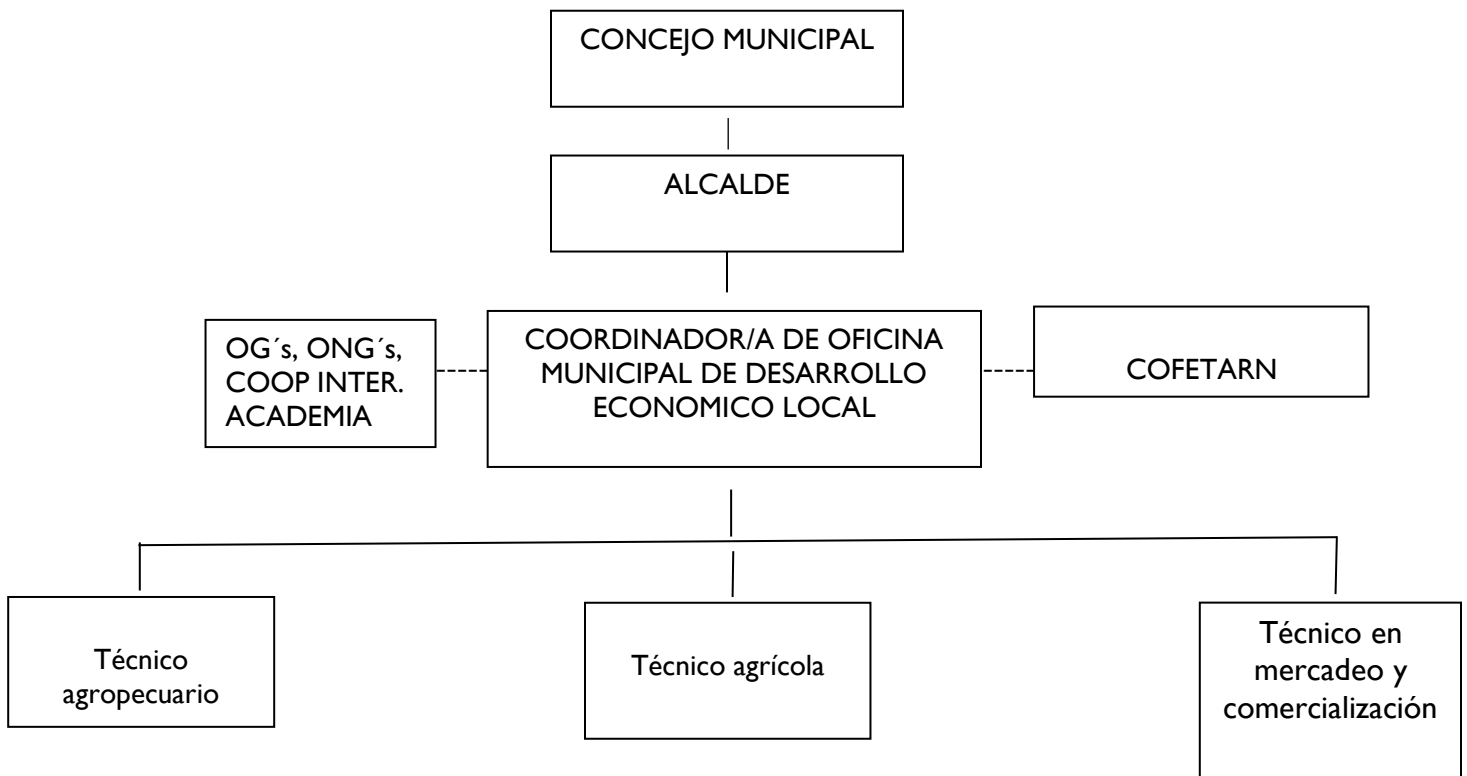 CONCEJO MUNICIPAL
ALCALDE
OG´s, ONG´s,
COOP INTER.
ACADEMIA
COORDINADOR/A DE OFICINA
MUNICIPAL DE DESARROLLO
ECONOMICO LOCAL
COFETARN
Técnico
agropecuario
Técnico agrícola
Técnico en
mercadeo y
comercialización